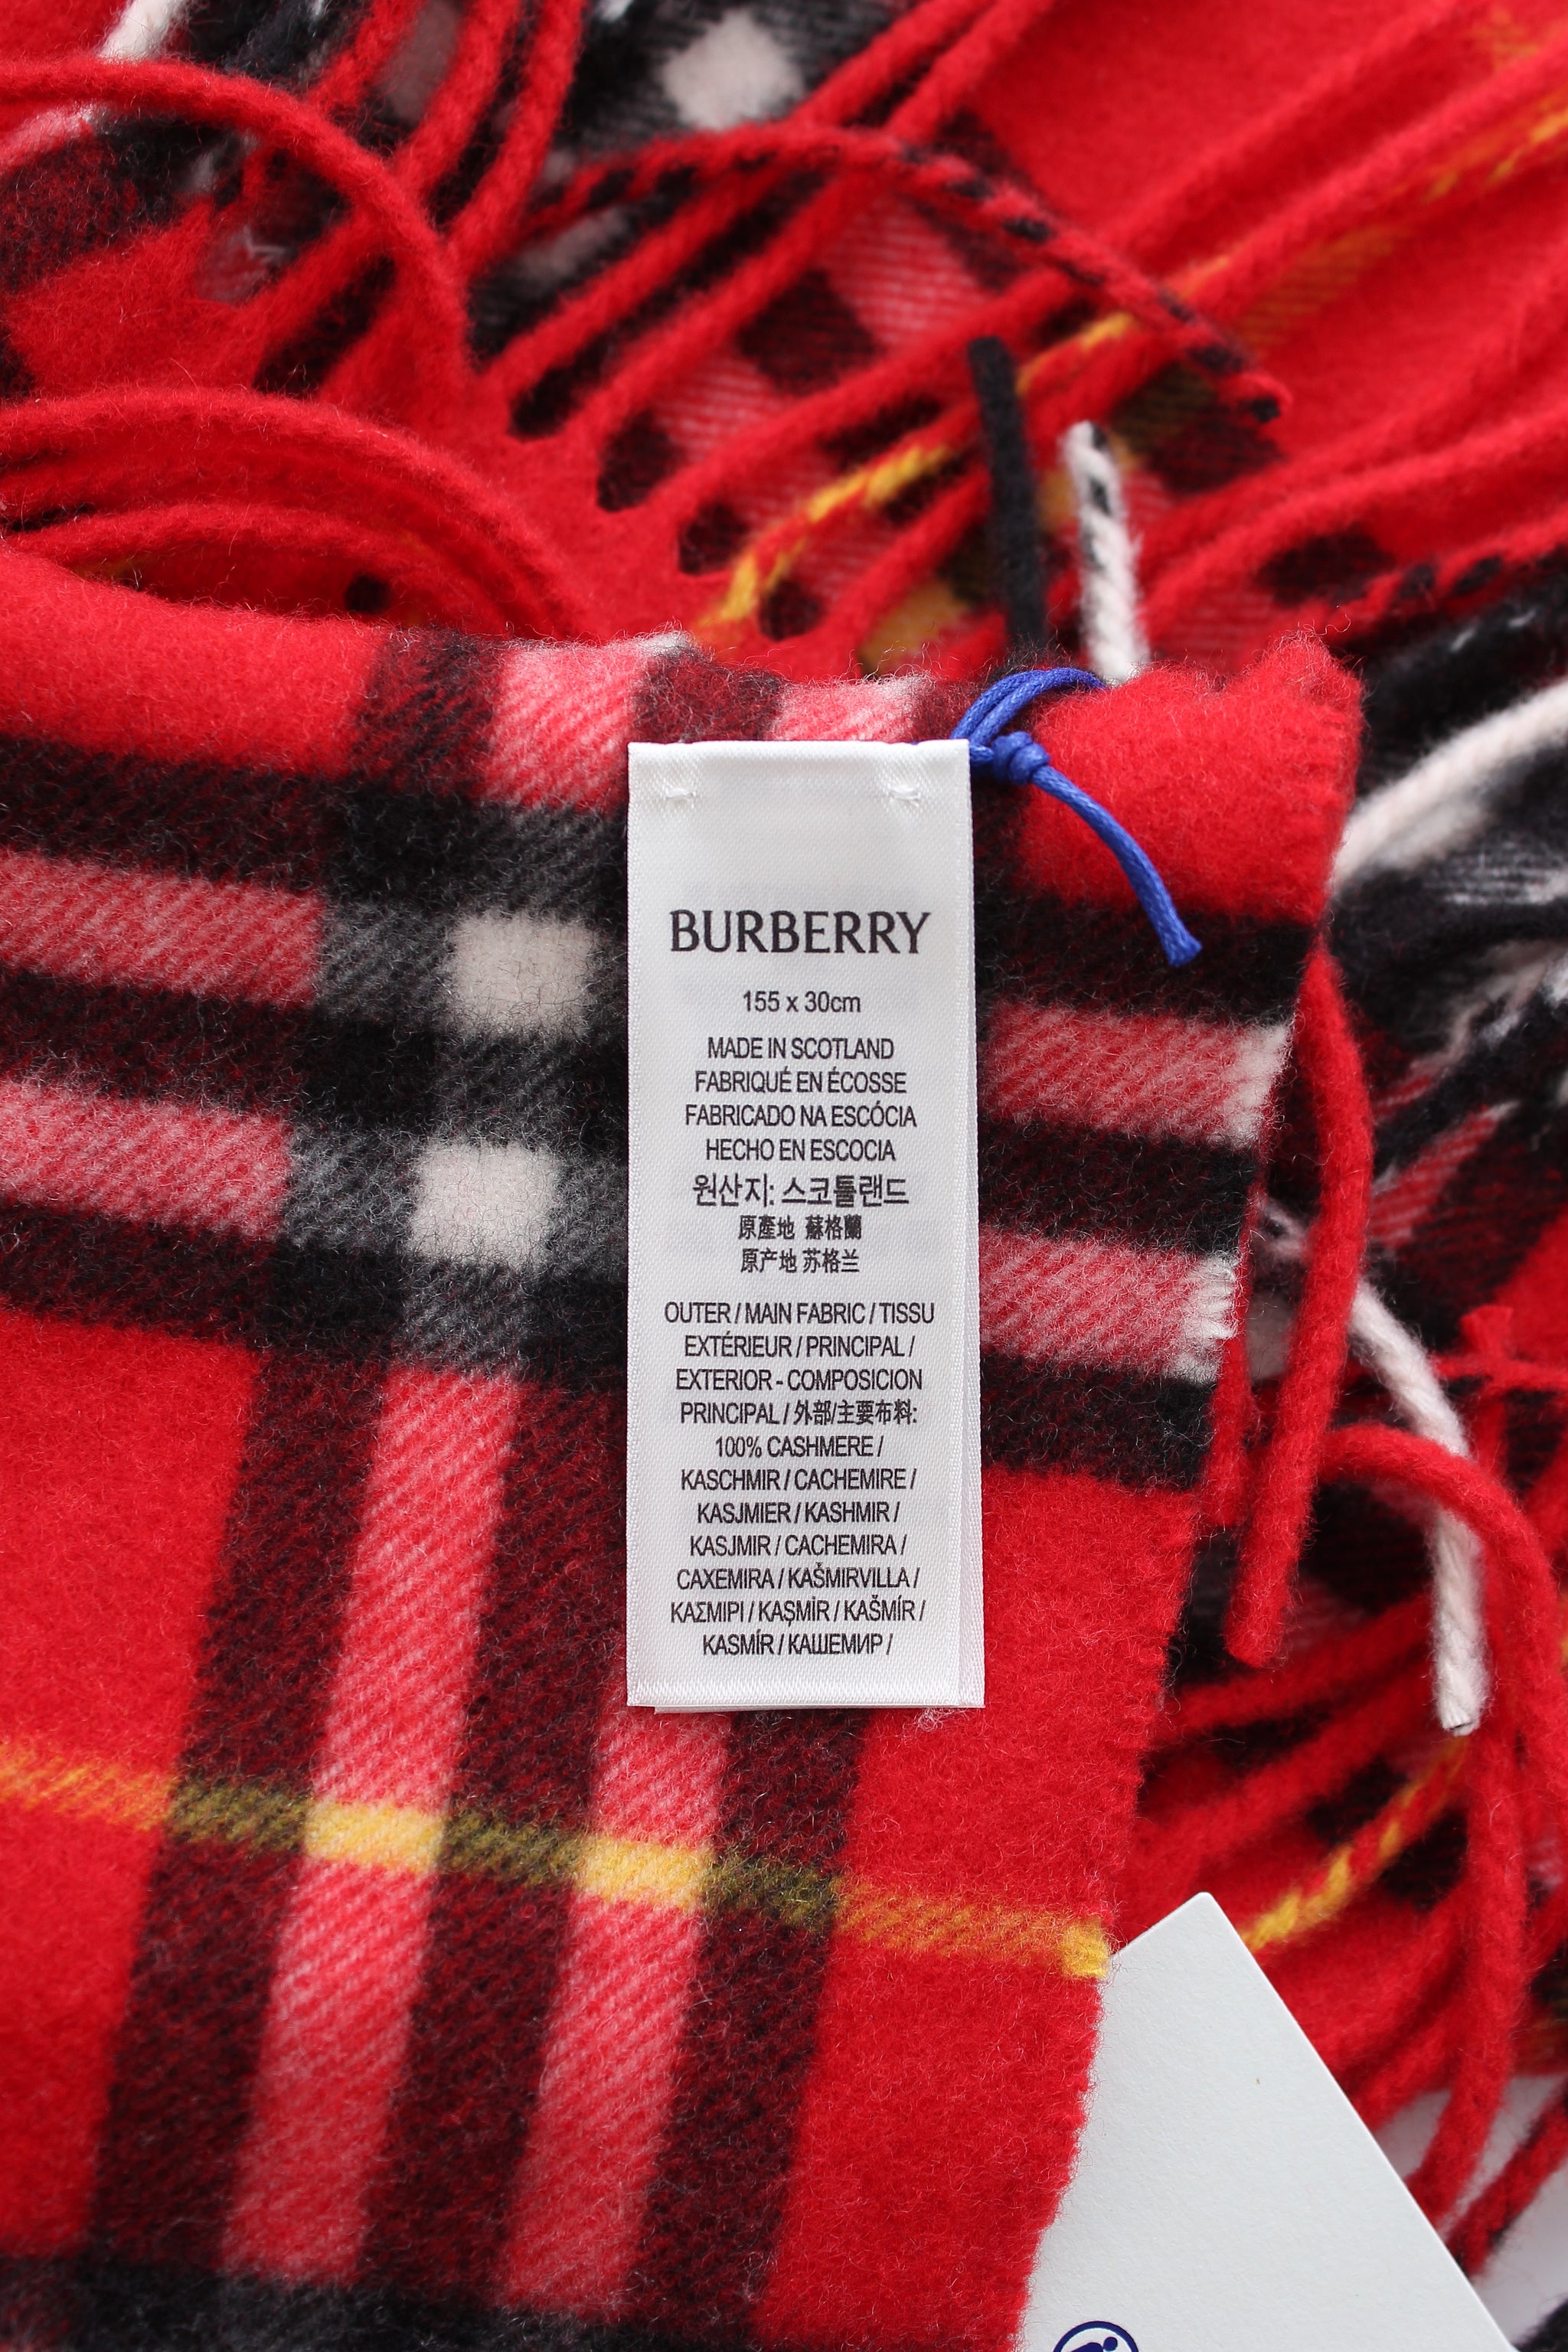 BURBERRY
155 x 30cm
MADE IN SCOTLAND
FABRIQUÉ EN ÉCOSSE
FABRICADO NA ESCÓCIA
HECHO EN ESCOCIA
원산지: 스코틀랜드
原產地 蘇格蘭
原产地 苏格兰
OUTER / MAIN FABRIC / TISSU
EXTÉRIEUR / PRINCIPAL /
EXTERIOR - COMPOSICION
PRINCIPAL / 外部/主要布料:
100% CASHMERE /
KASCHMIR / CACHEMIRE /
KASJMIER / KASHMIR /
KASJMIR / CACHEMIRA /
CAXEMIRA / KAŠMIRVILLA /
ΚΑΣΜΙΡΙ / KAŞMİR / KAŠMÍR /
KASMÍR / КАШЕМИР /